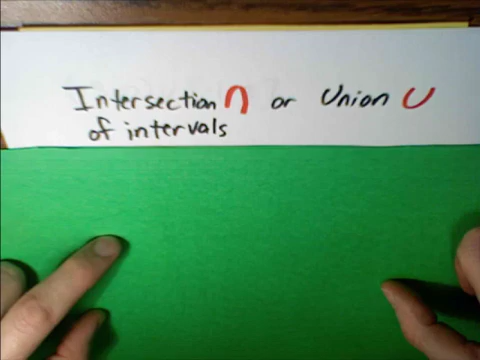 Intersection ∩ or Union ∪
of intervals